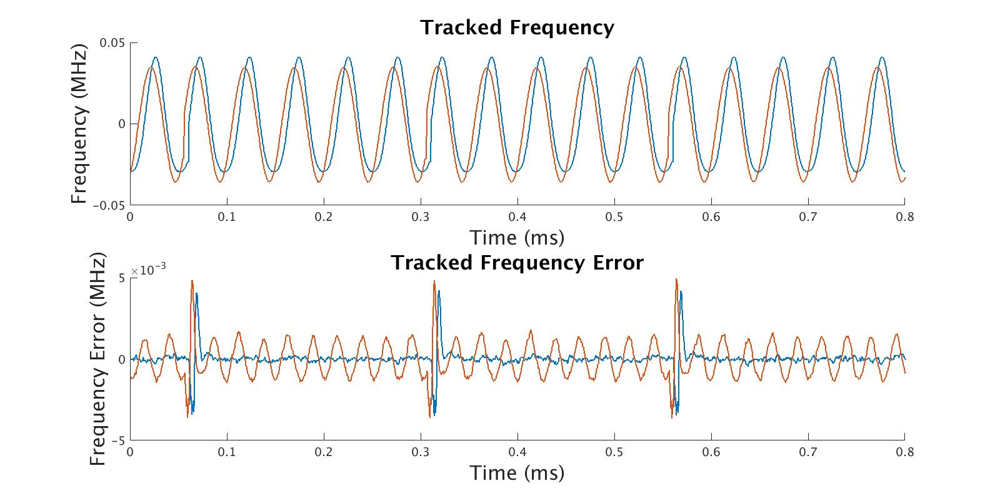 Tracked Frequency
Frequency (MHz)
0.05
0
−0.05
0 0.1 0.2 0.3 0.4 0.5 0.6 0.7 0.8
Time (ms)
Tracked Frequency Error
Frequency Error (MHz)
×10⁻³
5
0
−5
0 0.1 0.2 0.3 0.4 0.5 0.6 0.7 0.8
Time (ms)